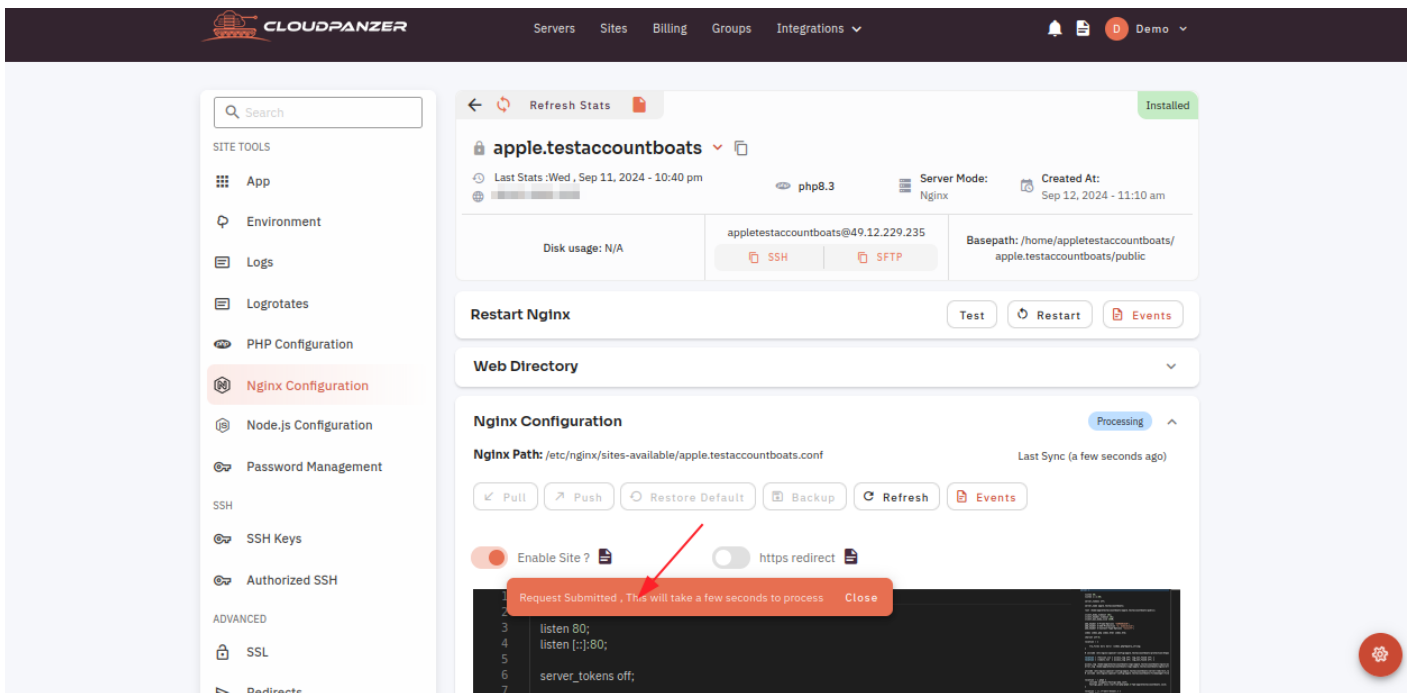 CLOUDPANZER
Servers Sites Billing Groups Integrations
D Demo
Search
SITE TOOLS
App
Environment
Logs
Logrotates
PHP Configuration
Nginx Configuration
Node.js Configuration
Password Management
SSH
SSH Keys
Authorized SSH
ADVANCED
SSL
Redirects
Refresh Stats
Installed
apple.testaccountboats
Last Stats :Wed , Sep 11, 2024 - 10:40 pm
php8.3
Server Mode:
Nginx
Created At:
Sep 12, 2024 - 11:10 am
Disk usage: N/A
appletestaccountboats@49.12.229.235
SSH SFTP
Basepath: /home/appletestaccountboats/
apple.testaccountboats/public
Restart Nginx
Test Restart Events
Web Directory
Nginx Configuration
Processing
Nginx Path: /etc/nginx/sites-available/apple.testaccountboats.conf
Last Sync (a few seconds ago)
Pull Push Restore Default Backup Refresh Events
Enable Site ? https redirect
Request Submitted , This will take a few seconds to process Close
1
2
3 listen 80;
4 listen [::]:80;
5
6 server_tokens off;
7